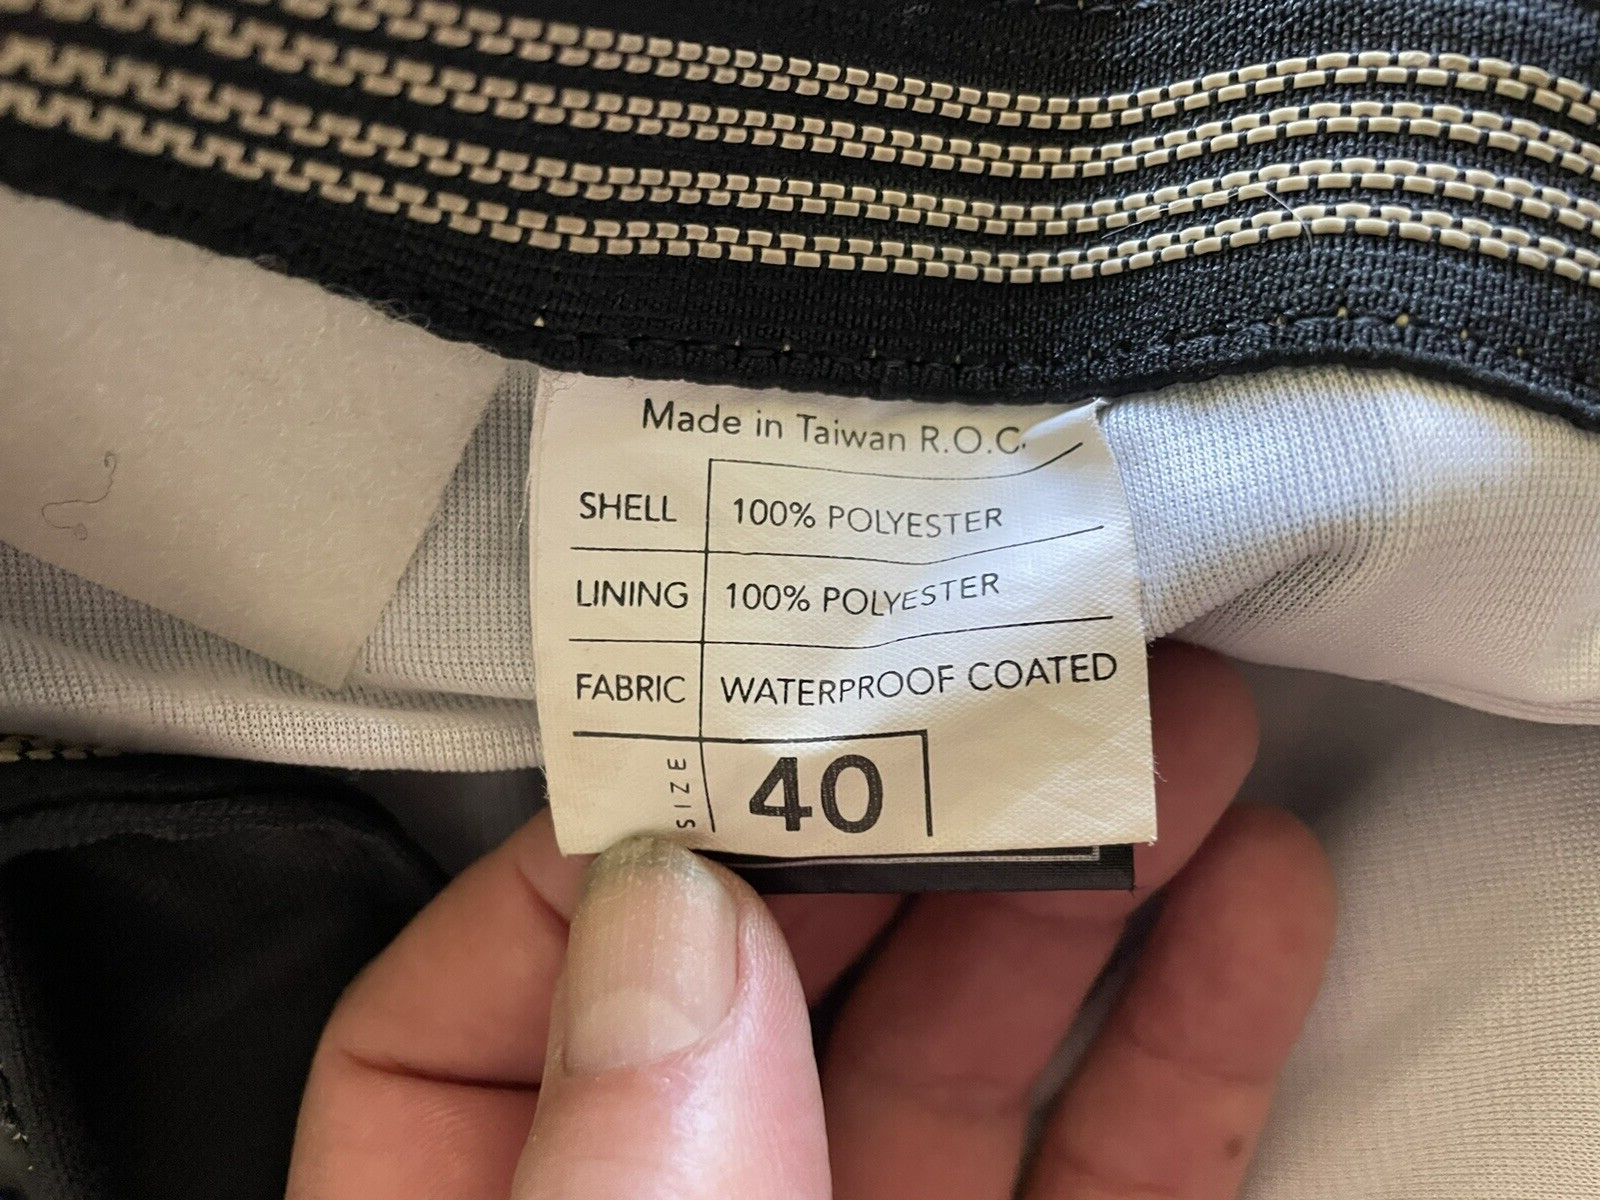 Made in Taiwan R.O.C.
SHELL 100% POLYESTER
LINING 100% POLYESTER
FABRIC WATERPROOF COATED
SIZE 40